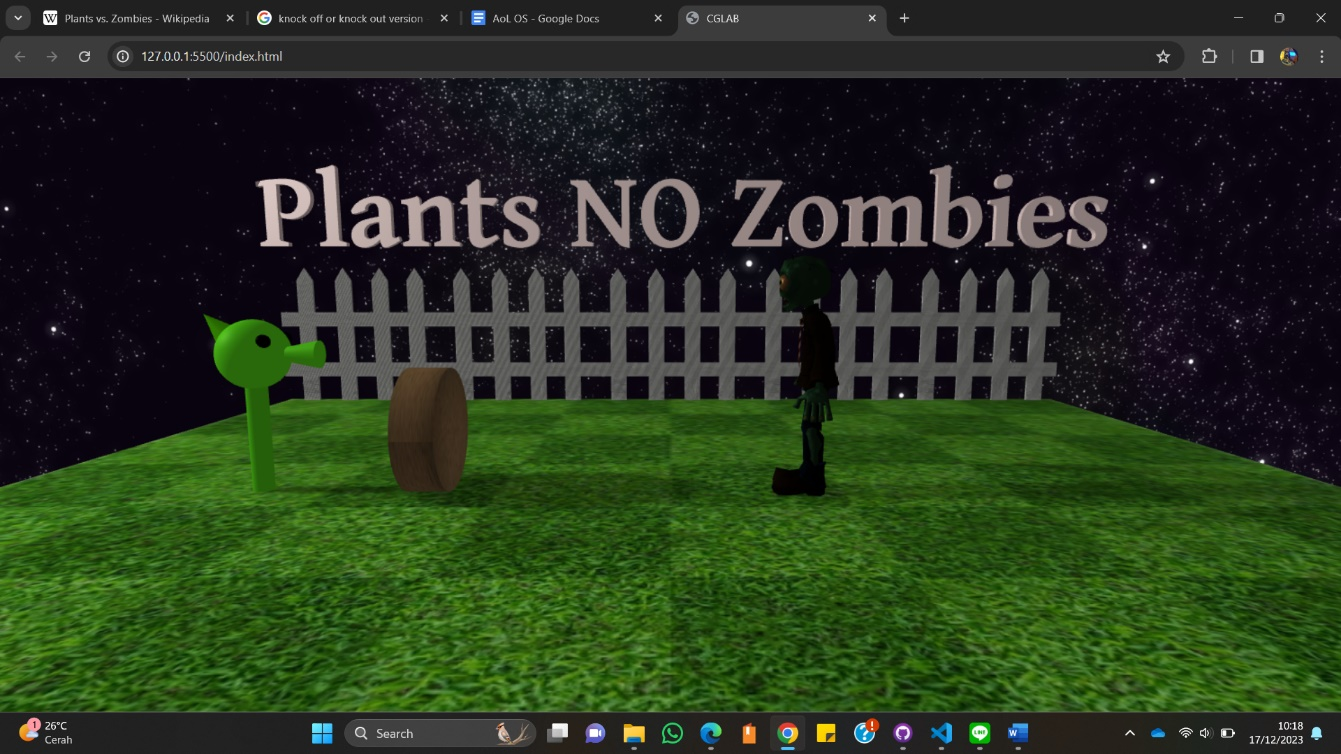 Plants vs. Zombies - Wikipedia
knock off or knock out version
AoL OS - Google Docs
CGLAB
127.0.0.1:5500/index.html
Plants NO Zombies
1
26°C
Cerah
Search
10:18
17/12/2023